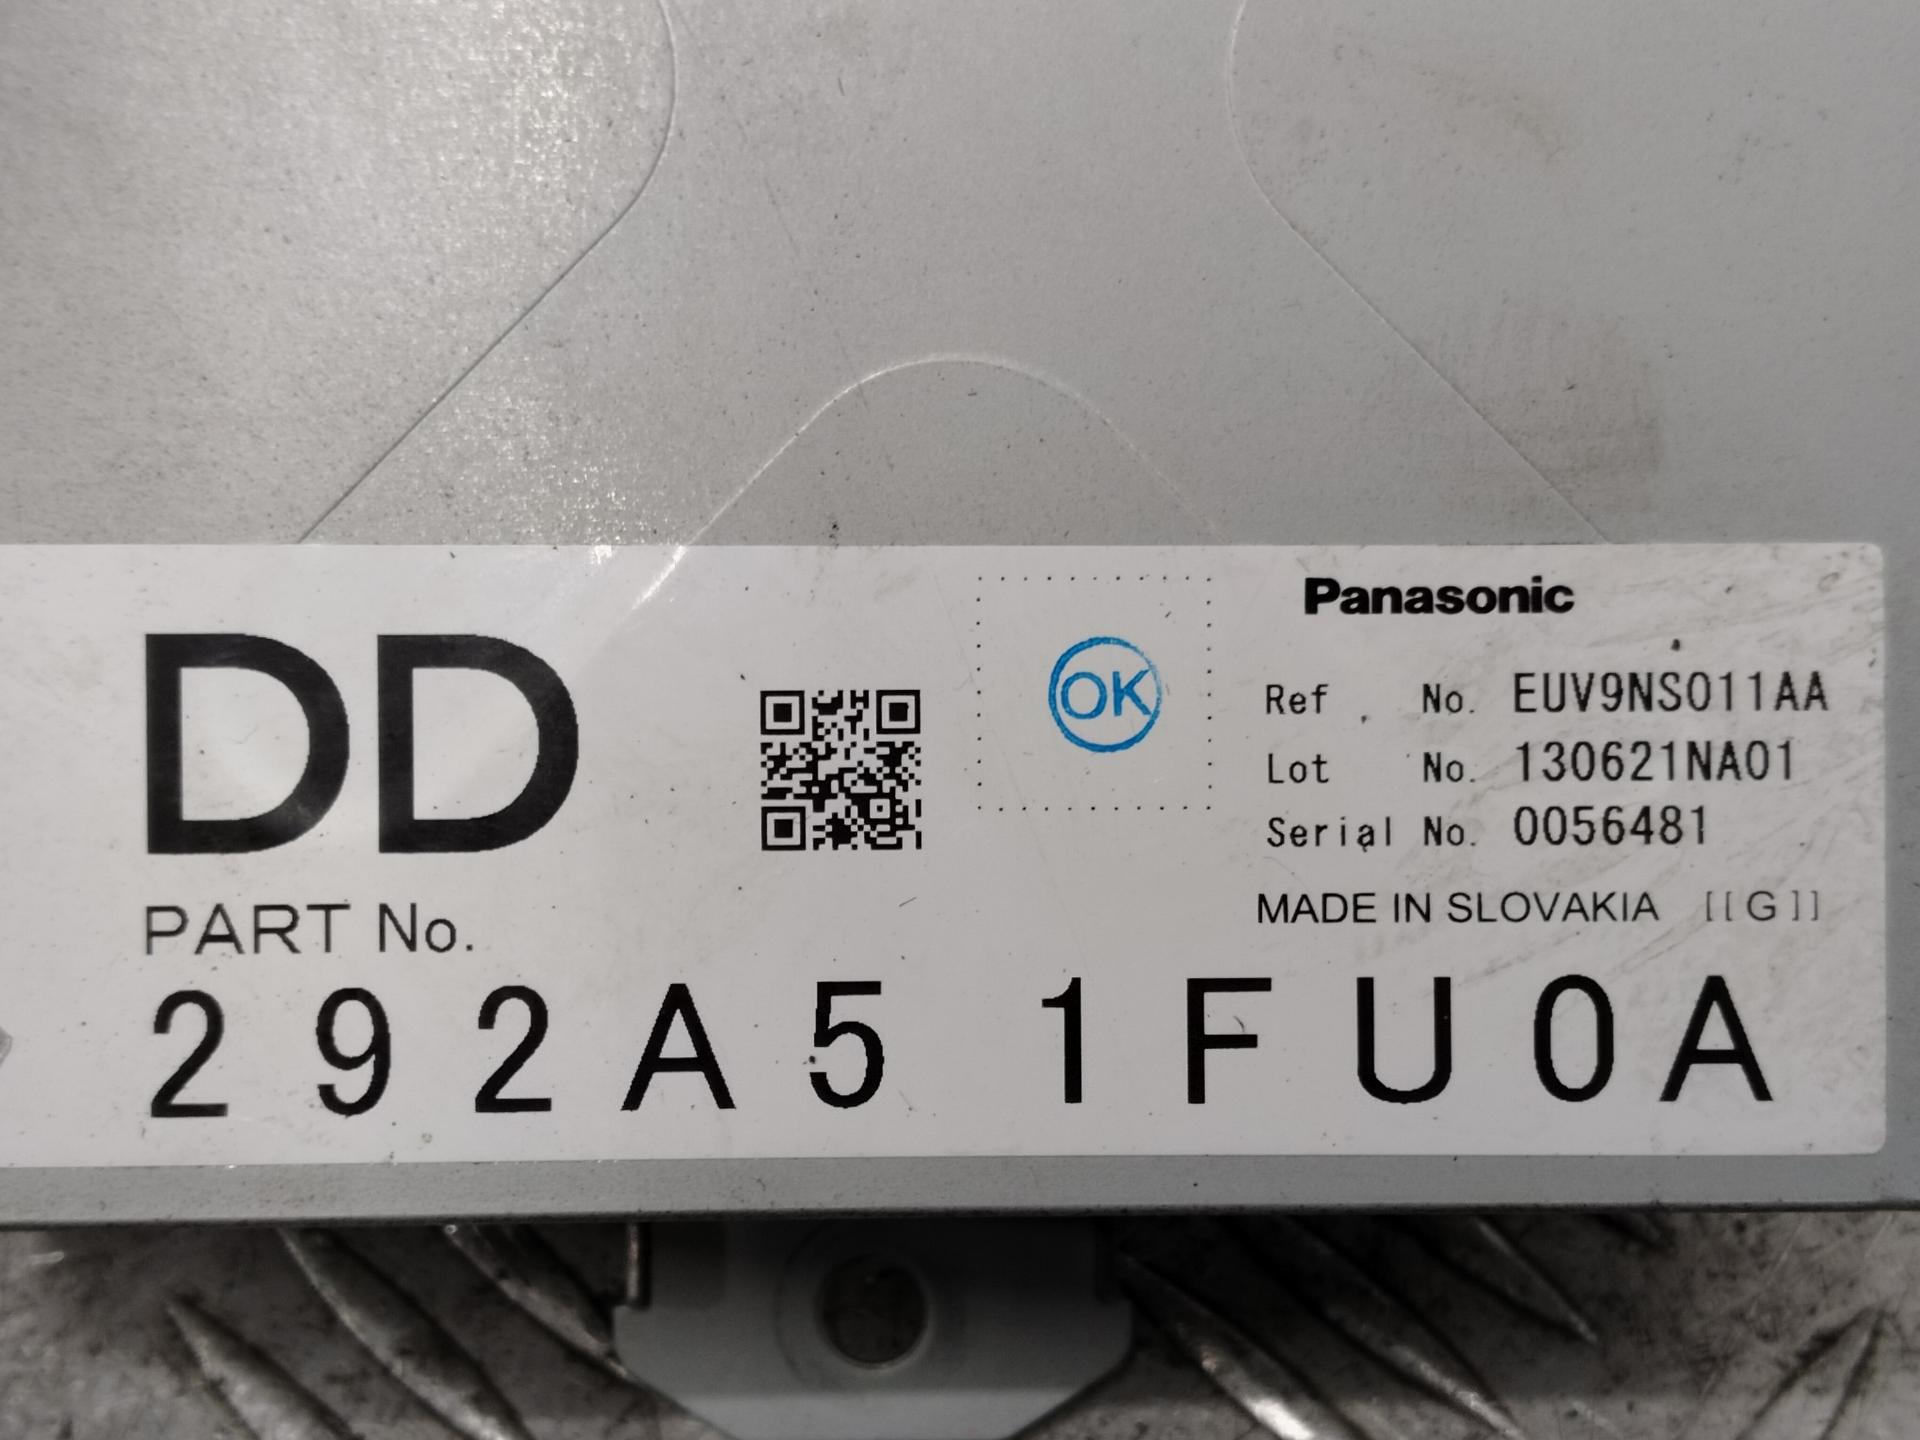 DD
OK
Panasonic
Ref No. EUV9NS011AA
Lot No. 130621NA01
Serial No. 0056481
MADE IN SLOVAKIA [[G]]
PART No.
292A5 1FU0A